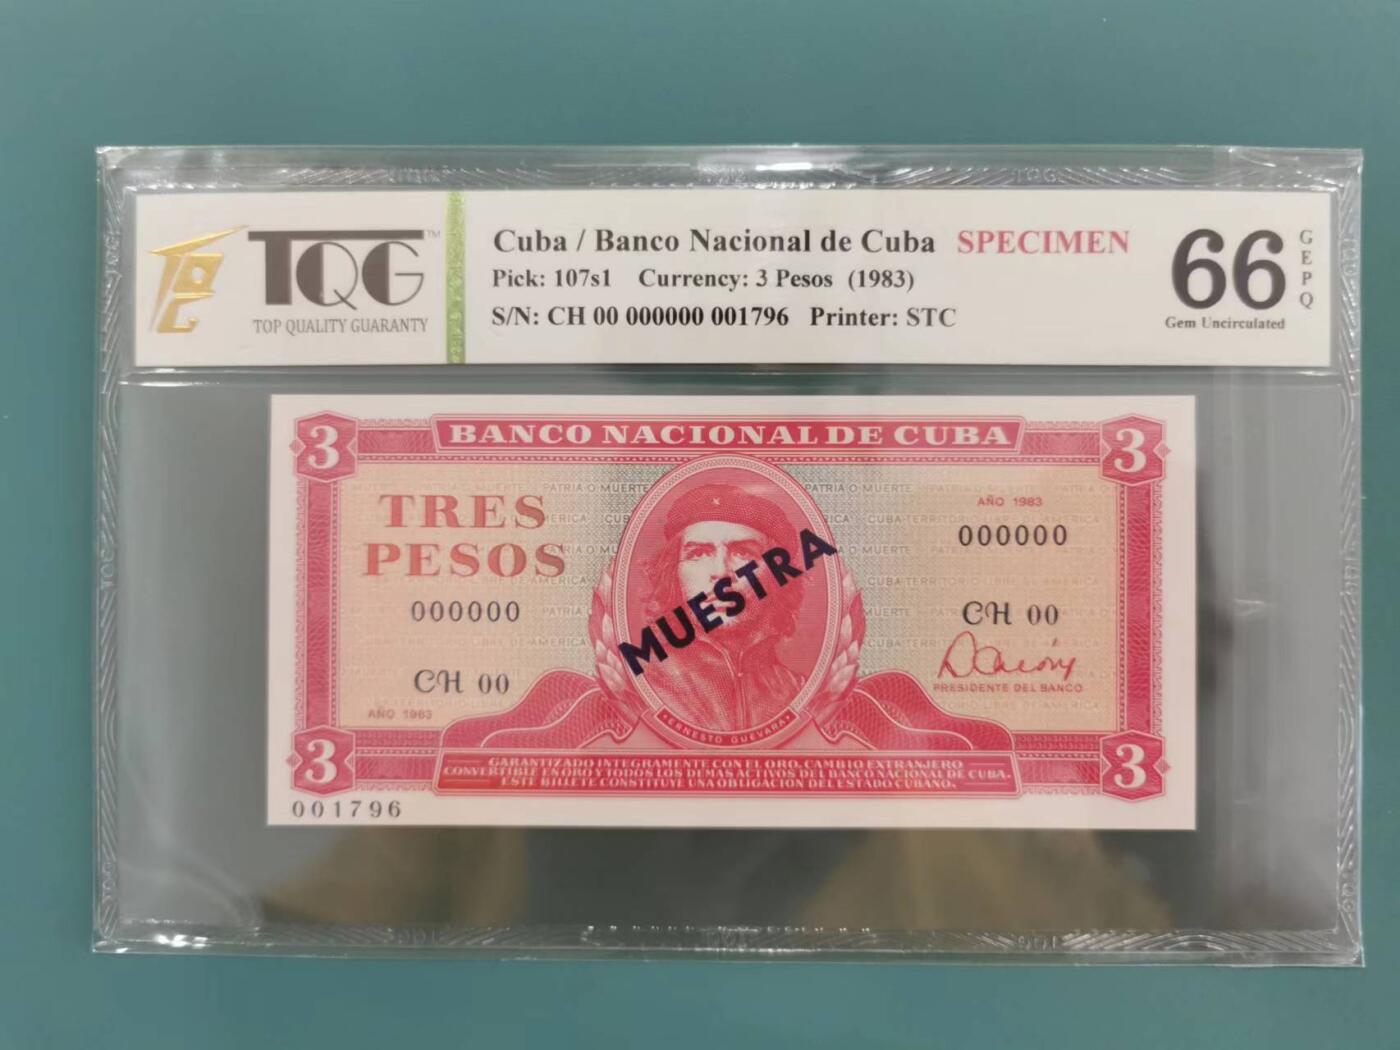 TQG™
TOP QUALITY GUARANTY
Cuba / Banco Nacional de Cuba SPECIMEN
Pick: 107s1 Currency: 3 Pesos (1983)
S/N: CH 00 000000 001796 Printer: STC
66
GEPQ
Gem Uncirculated
3 BANCO NACIONAL DE CUBA 3
TRES
PESOS
AÑO 1983
000000
000000
CH 00
CH 00
MUESTRA
PRESIDENTE DEL BANCO
AÑO 1983
ERNESTO GUEVARA
3 3
GARANTIZADO INTEGRAMENTE CON EL ORO, CAMBIO EXTRANJERO
CONVERTIBLE EN ORO Y TODOS LOS DEMAS ACTIVOS DEL BANCO NACIONAL DE CUBA.
ESTE BILLETE CONSTITUYE UNA OBLIGACION DEL ESTADO CUBANO.
001796